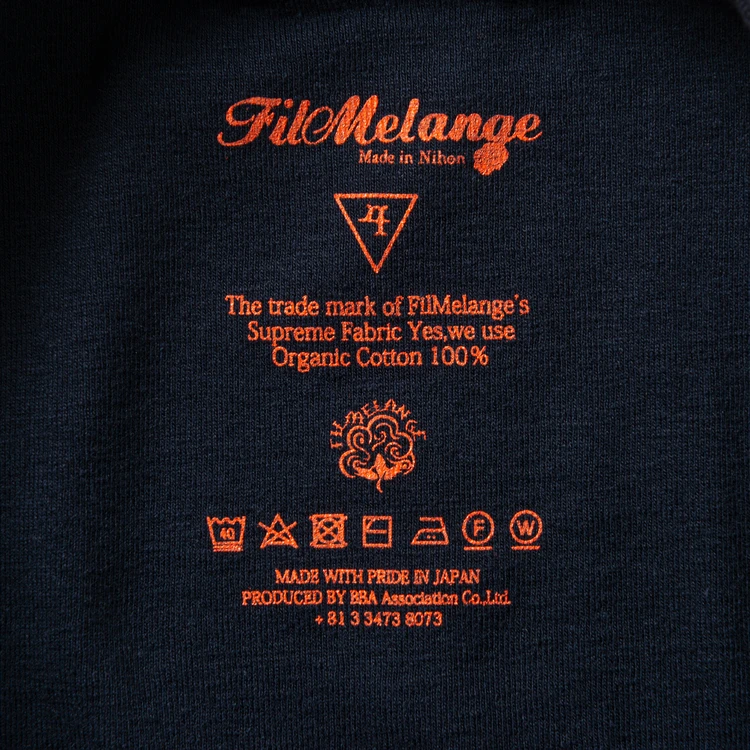 FilMelange
Made in Nihon
4
The trade mark of FilMelange's
Supreme Fabric Yes,we use
Organic Cotton 100%
FILMELANGE
40
F
W
MADE WITH PRIDE IN JAPAN
PRODUCED BY BBA Association Co.,Ltd.
+81 3 3473 8073